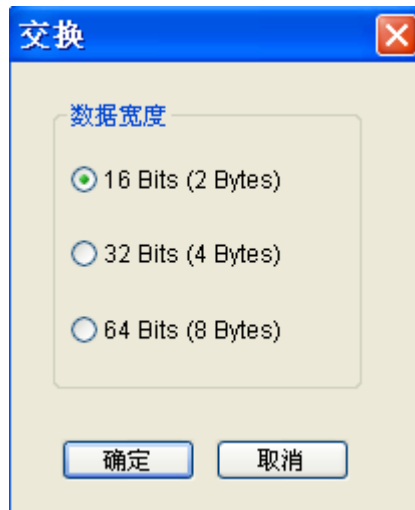 交换
数据宽度
16 Bits (2 Bytes)
32 Bits (4 Bytes)
64 Bits (8 Bytes)
确定 取消